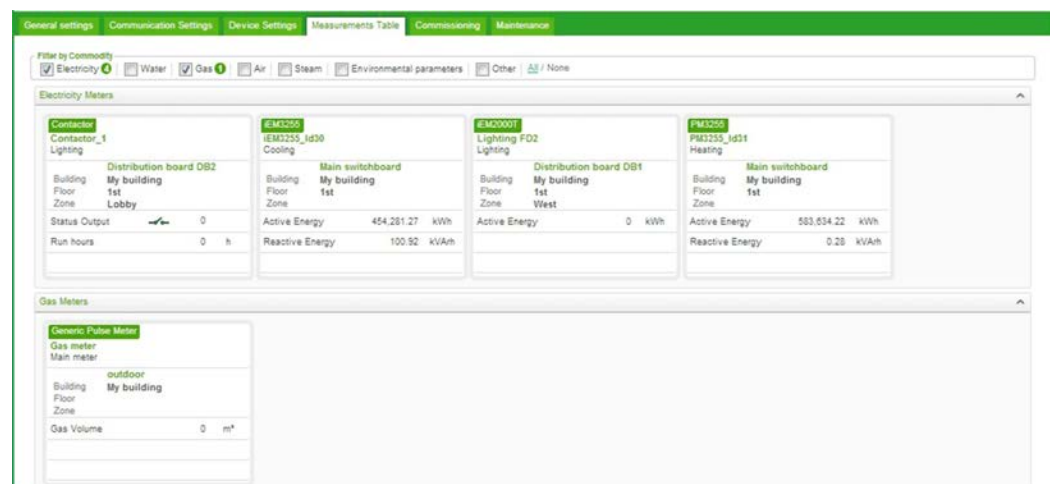 General settings Communication Settings Device Settings Measurements Table Commissioning Maintenance
Filter by Commodity
Electricity 4 Water Gas 1 Air Steam Environmental parameters Other All / None
Electricity Meters
Contactor
Contactor_1
Lighting
Distribution board DB2
Building My building
Floor 1st
Zone Lobby
Status Output 0
Run hours 0 h
iEM3255
iEM3255_Id30
Cooling
Main switchboard
Building My building
Floor 1st
Zone
Active Energy 454,281.27 kWh
Reactive Energy 100.92 kVArh
iEM2000T
Lighting FD2
Lighting
Distribution board DB1
Building My building
Floor 1st
Zone West
Active Energy 0 kWh
PM3255
PM3255_Id31
Heating
Main switchboard
Building My building
Floor 1st
Zone
Active Energy 583,634.22 kWh
Reactive Energy 0.28 kVArh
Gas Meters
Generic Pulse Meter
Gas meter
Main meter
outdoor
Building My building
Floor
Zone
Gas Volume 0 m³